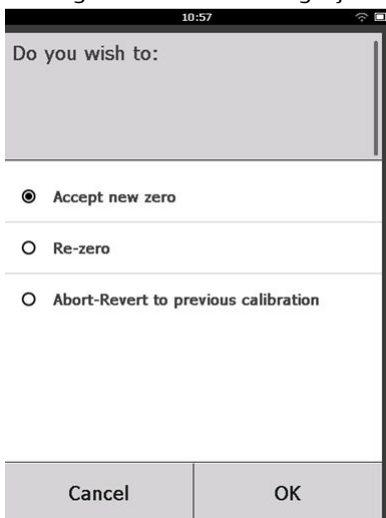 10:57
Do you wish to:
Accept new zero
Re-zero
Abort-Revert to previous calibration
Cancel
OK